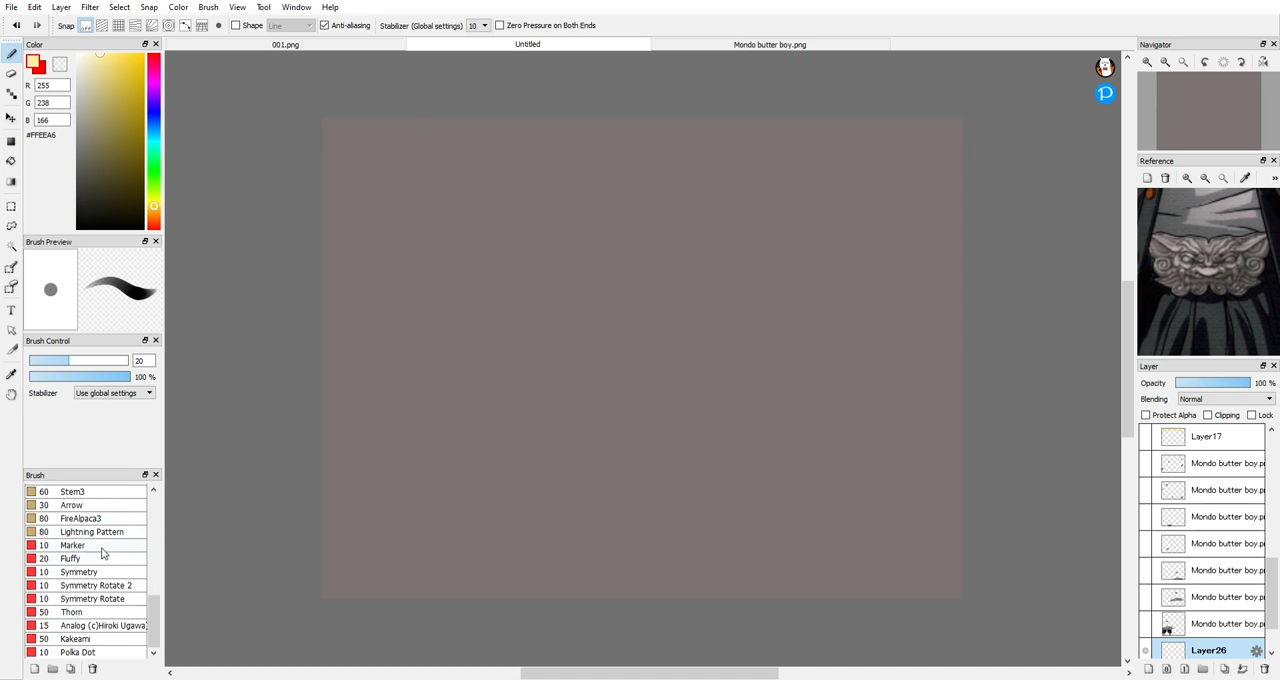 File Edit Layer Filter Select Snap Color Brush View Tool Window Help
Snap off Shape Line Anti-aliasing Stabilizer (Global settings) 10 Zero Pressure on Both Ends
Color
001.png Untitled Mondo butter boy.png
Navigator
R 255
G 238
B 166
#FFEEA6
Reference
Brush Preview
Brush Control
20
100 %
Stabilizer Use global settings
Layer
Opacity 100 %
Blending Normal
Protect Alpha Clipping Lock
Layer17
Mondo butter boy.p
Mondo butter boy.p
Mondo butter boy.p
Mondo butter boy.p
Mondo butter boy.p
Mondo butter boy.p
Mondo butter boy.p
Layer26
Brush
60 Stem3
30 Arrow
80 FireAlpaca3
80 Lightning Pattern
10 Marker
20 Fluffy
10 Symmetry
10 Symmetry Rotate 2
10 Symmetry Rotate
50 Thorn
15 Analog (c)Hiroki Ugawa)
50 Kakeami
10 Polka Dot